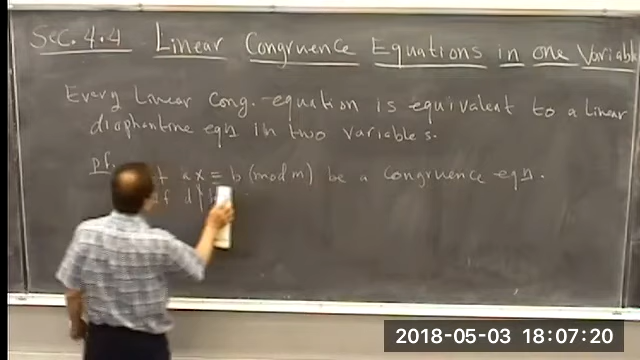 Sec. 4.4 Linear Congruence Equations in one Variable
Every Linear Cong. equation is equivalent to a linear
diophantine eqn in two variables.
pf. ax ≡ b (mod m) be a congruence eqn.
if d
2018-05-03 18:07:20